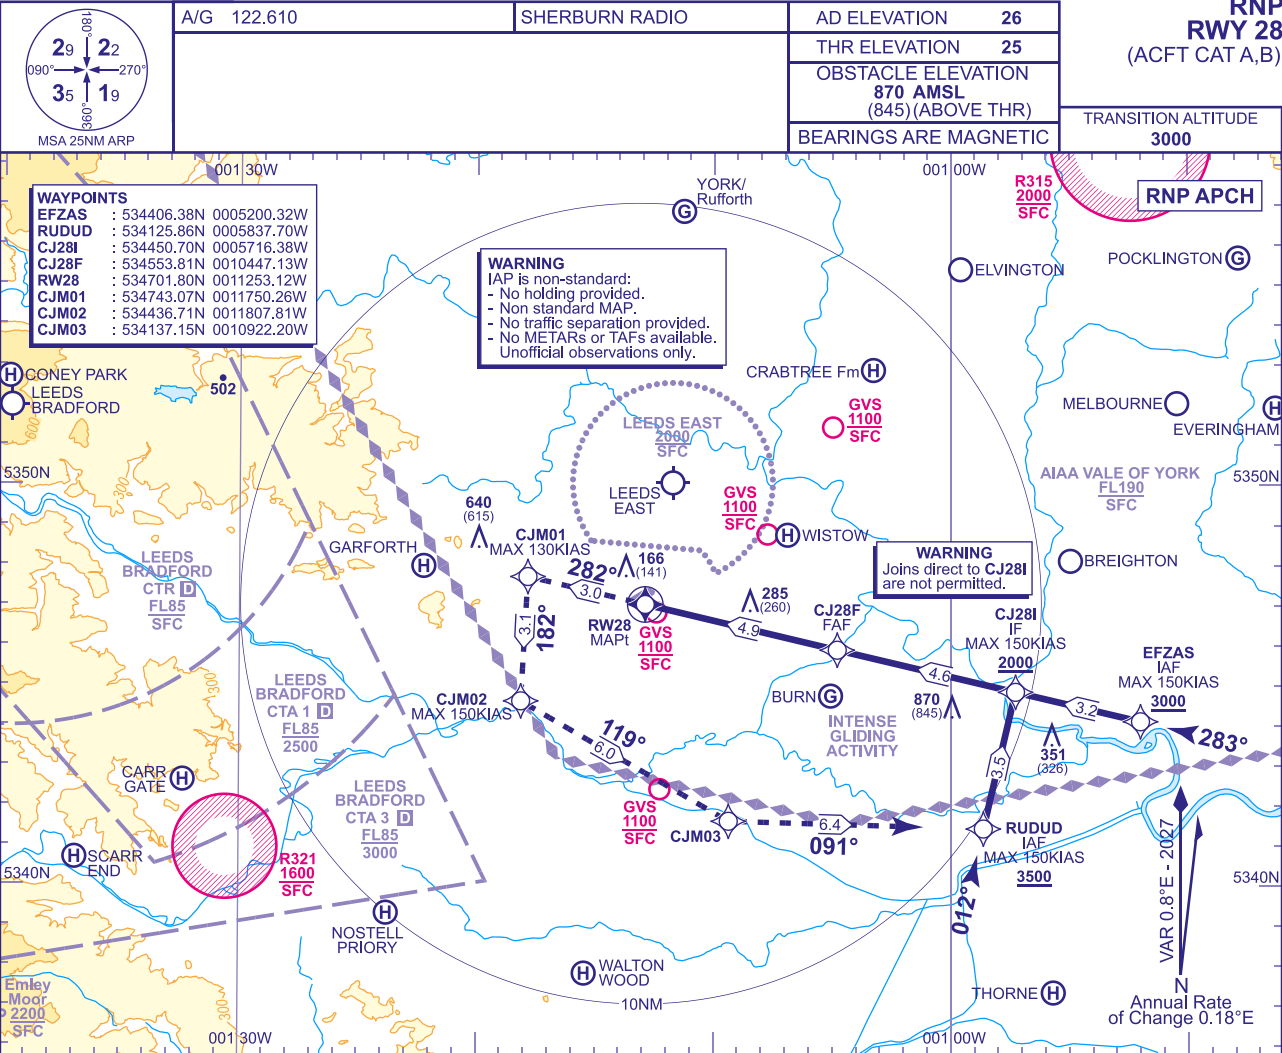 A/G 122.610
SHERBURN RADIO
AD ELEVATION 26
THR ELEVATION 25
OBSTACLE ELEVATION
870 AMSL
(845) (ABOVE THR)
BEARINGS ARE MAGNETIC
RNP
RWY 28
(ACFT CAT A,B)
TRANSITION ALTITUDE
3000
180°
29 22
090° 270°
35 19
360°
MSA 25NM ARP
001 30W
001 00W
WAYPOINTS
EFZAS : 534406.38N 0005200.32W
RUDUD : 534125.86N 0005837.70W
CJ28I : 534450.70N 0005716.38W
CJ28F : 534553.81N 0010447.13W
RW28 : 534701.80N 0011253.12W
CJM01 : 534743.07N 0011750.26W
CJM02 : 534436.71N 0011807.81W
CJM03 : 534137.15N 0010922.20W
YORK/
Rufforth
G
R315
2000
SFC
RNP APCH
WARNING
IAP is non-standard:
- No holding provided.
- Non standard MAP.
- No traffic separation provided.
- No METARs or TAFs available.
Unofficial observations only.
ELVINGTON
POCKLINGTON G
H CONEY PARK
LEEDS
BRADFORD
600
502
CRABTREE Fm H
GVS
1100
SFC
MELBOURNE
H
EVERINGHAM
LEEDS EAST
2000
SFC
LEEDS
EAST
5350N
5350N
300
AIAA VALE OF YORK
FL190
SFC
GVS
1100
SFC
H WISTOW
640
(615)
CJM01
MAX 130KIAS
GARFORTH
H
282°
3.0
166
(141)
WARNING
Joins direct to CJ28I
are not permitted.
BREIGHTON
LEEDS
BRADFORD
CTR D
FL85
SFC
285
(260)
3.1
182°
RW28
MAPt
GVS
1100
SFC
4.9
CJ28F
FAF
CJ28I
IF
MAX 150KIAS
2000
EFZAS
IAF
MAX 150KIAS
3000
4.6
3.2
283°
300
LEEDS
BRADFORD
CTA 1 D
FL85
2500
CJM02
MAX 150KIAS
BURN G
870
(845)
INTENSE
GLIDING
ACTIVITY
351
(326)
119°
6.0
3.5
CARR
GATE
H
LEEDS
BRADFORD
CTA 3 D
FL85
3000
GVS
1100
SFC
CJM03
6.4
091°
RUDUD
IAF
MAX 150KIAS
3500
012°
H SCARR
END
R321
1600
SFC
5340N
5340N
300
H
NOSTELL
PRIORY
H WALTON
WOOD
10NM
THORNE H
VAR 0.8°E - 2027
N
Annual Rate
of Change 0.18°E
Emley
Moor
2200
SFC
001 30W
001 00W